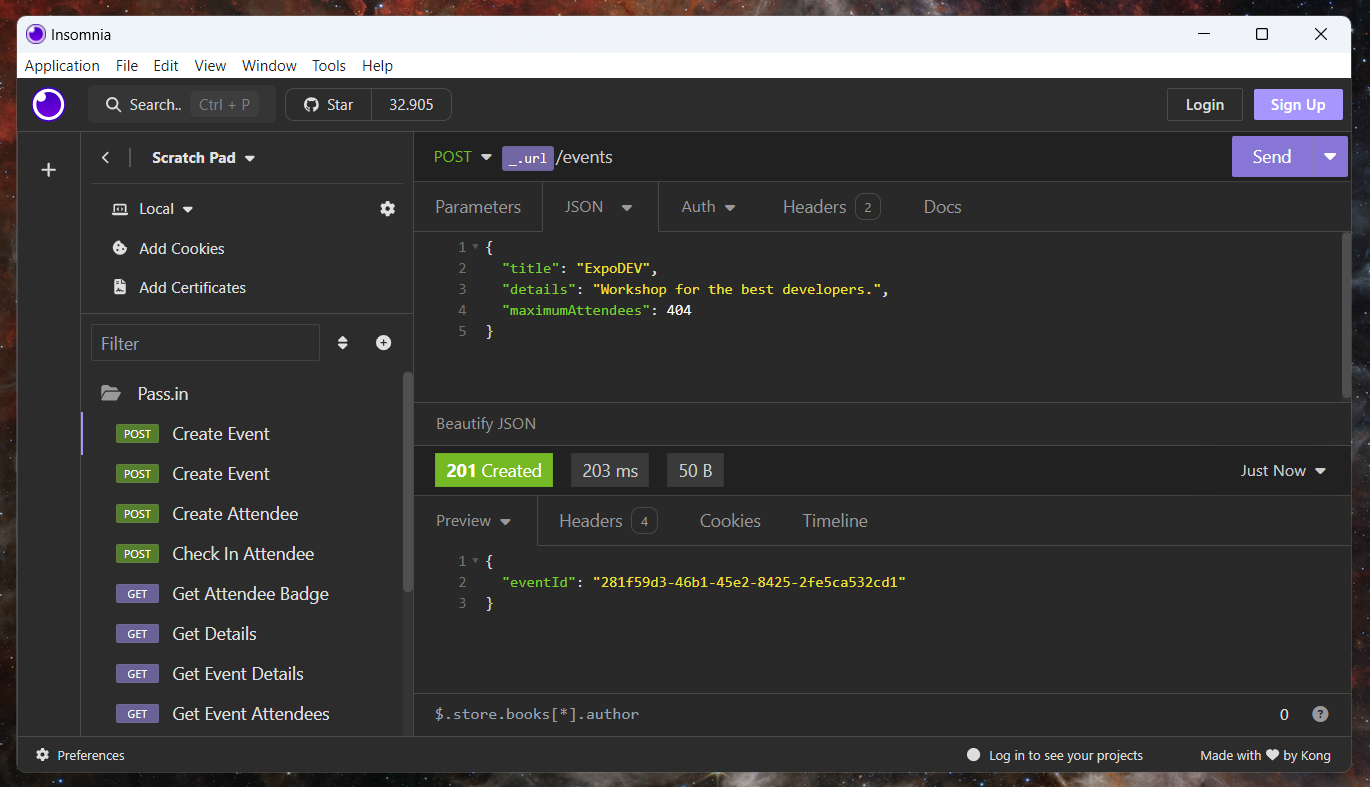 Insomnia
Application File Edit View Window Tools Help
Search.. Ctrl + P Star 32.905 Login Sign Up
Scratch Pad
Local
Add Cookies
Add Certificates
Filter
Pass.in
POST Create Event
POST Create Event
POST Create Attendee
POST Check In Attendee
GET Get Attendee Badge
GET Get Details
GET Get Event Details
GET Get Event Attendees
POST _.url /events Send
Parameters JSON Auth Headers 2 Docs
1 {
2 "title": "ExpoDEV",
3 "details": "Workshop for the best developers.",
4 "maximumAttendees": 404
5 }
Beautify JSON
201 Created 203 ms 50 B Just Now
Preview Headers 4 Cookies Timeline
1 {
2 "eventId": "281f59d3-46b1-45e2-8425-2fe5ca532cd1"
3 }
$.store.books[*].author 0 ?
Preferences Log in to see your projects Made with ♥ by Kong